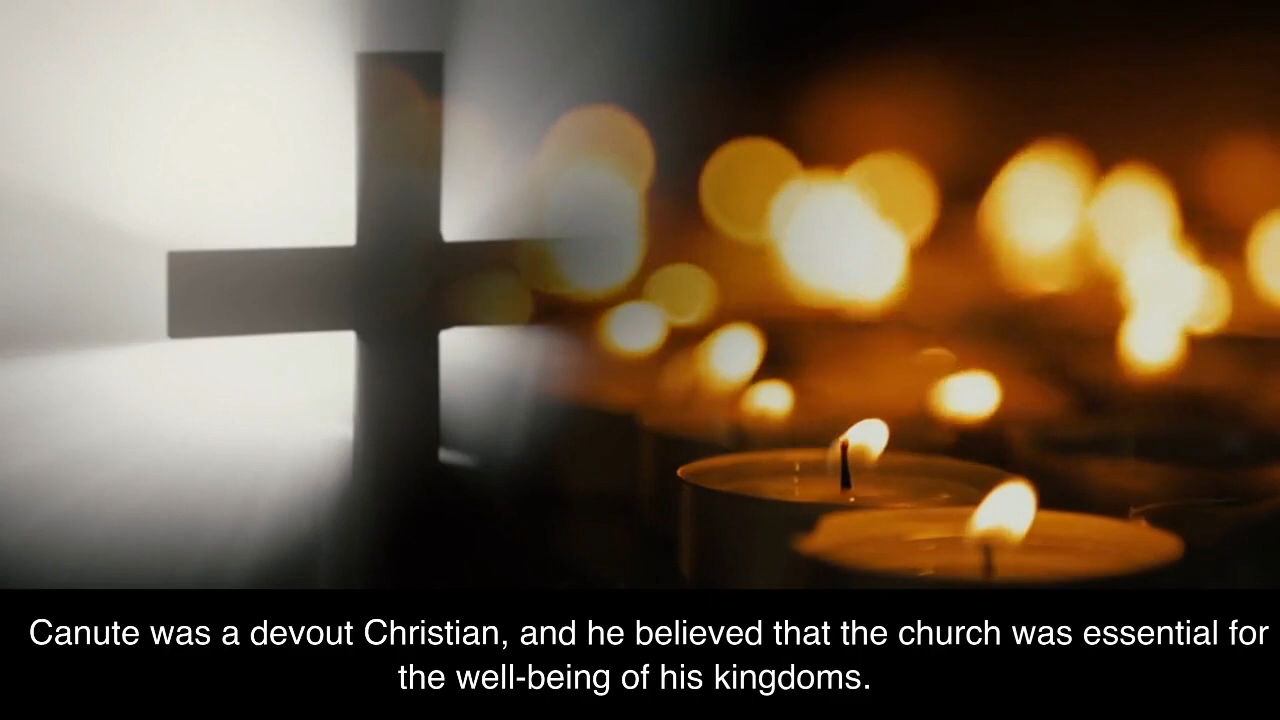 Canute was a devout Christian, and he believed that the church was essential for
the well-being of his kingdoms.